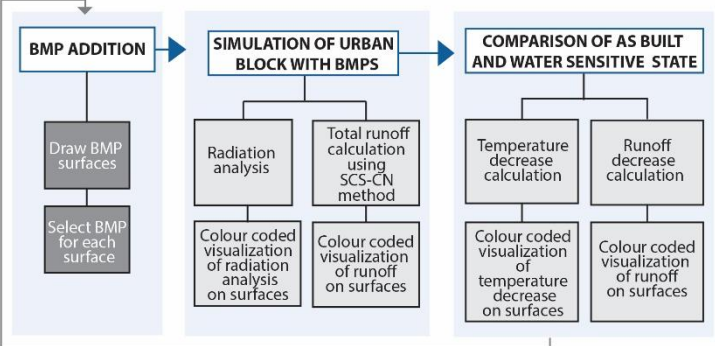 BMP ADDITION
Draw BMP
surfaces
Select BMP
for each
surface
SIMULATION OF URBAN
BLOCK WITH BMPS
Radiation
analysis
Colour coded
visualization
of radiation
analysis
on surfaces
Total runoff
calculation
using
SCS-CN
method
Colour coded
visualization
of runoff
on surfaces
COMPARISON OF AS BUILT
AND WATER SENSITIVE STATE
Temperature
decrease
calculation
Colour coded
visualization
of
temperature
decrease
on surfaces
Runoff
decrease
calculation
Colour coded
visualization
of runoff
on surfaces